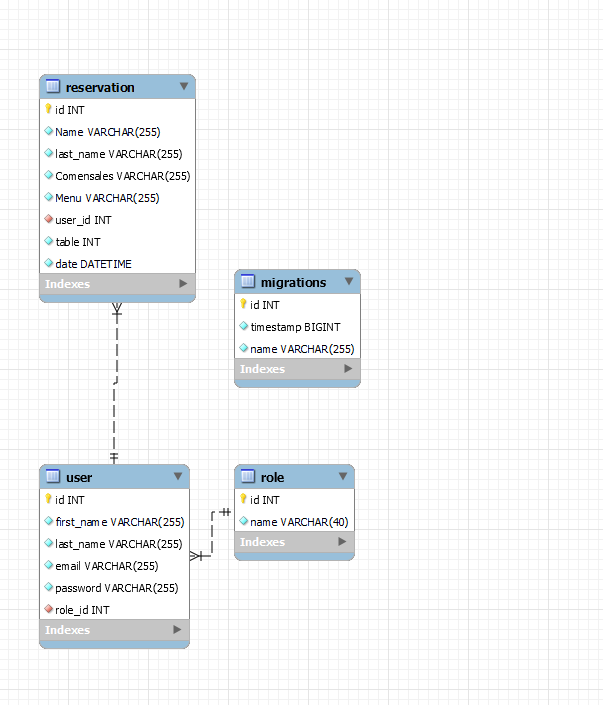 reservation
id INT
Name VARCHAR(255)
last_name VARCHAR(255)
Comensales VARCHAR(255)
Menu VARCHAR(255)
user_id INT
table INT
date DATETIME
Indexes
migrations
id INT
timestamp BIGINT
name VARCHAR(255)
Indexes
user
id INT
first_name VARCHAR(255)
last_name VARCHAR(255)
email VARCHAR(255)
password VARCHAR(255)
role_id INT
Indexes
role
id INT
name VARCHAR(40)
Indexes